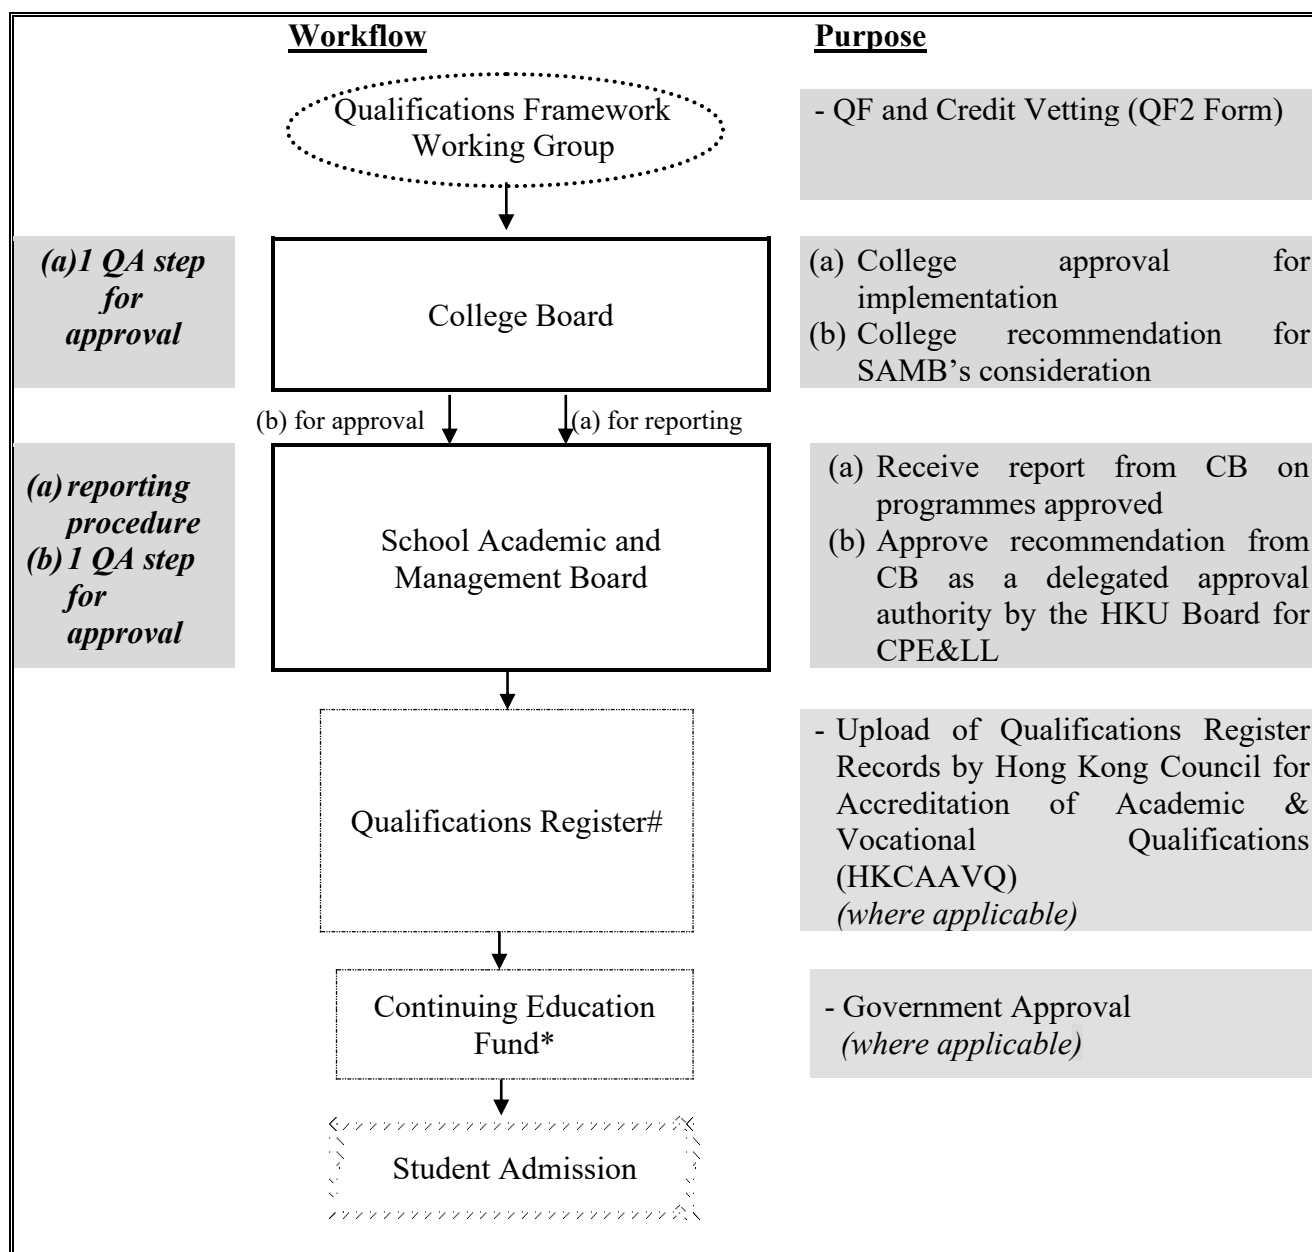 Workflow
Purpose
Qualifications Framework
Working Group
- QF and Credit Vetting (QF2 Form)
(a)1 QA step
for
approval
College Board
(a) College approval for
implementation
(b) College recommendation for
SAMB's consideration
(b) for approval
(a) for reporting
(a) reporting
procedure
(b) 1 QA step
for
approval
School Academic and
Management Board
(a) Receive report from CB on
programmes approved
(b) Approve recommendation from
CB as a delegated approval
authority by the HKU Board for
CPE&LL
Qualifications Register#
- Upload of Qualifications Register
Records by Hong Kong Council for
Accreditation of Academic &
Vocational Qualifications
(HKCAAVQ)
(where applicable)
Continuing Education
Fund*
- Government Approval
(where applicable)
Student Admission